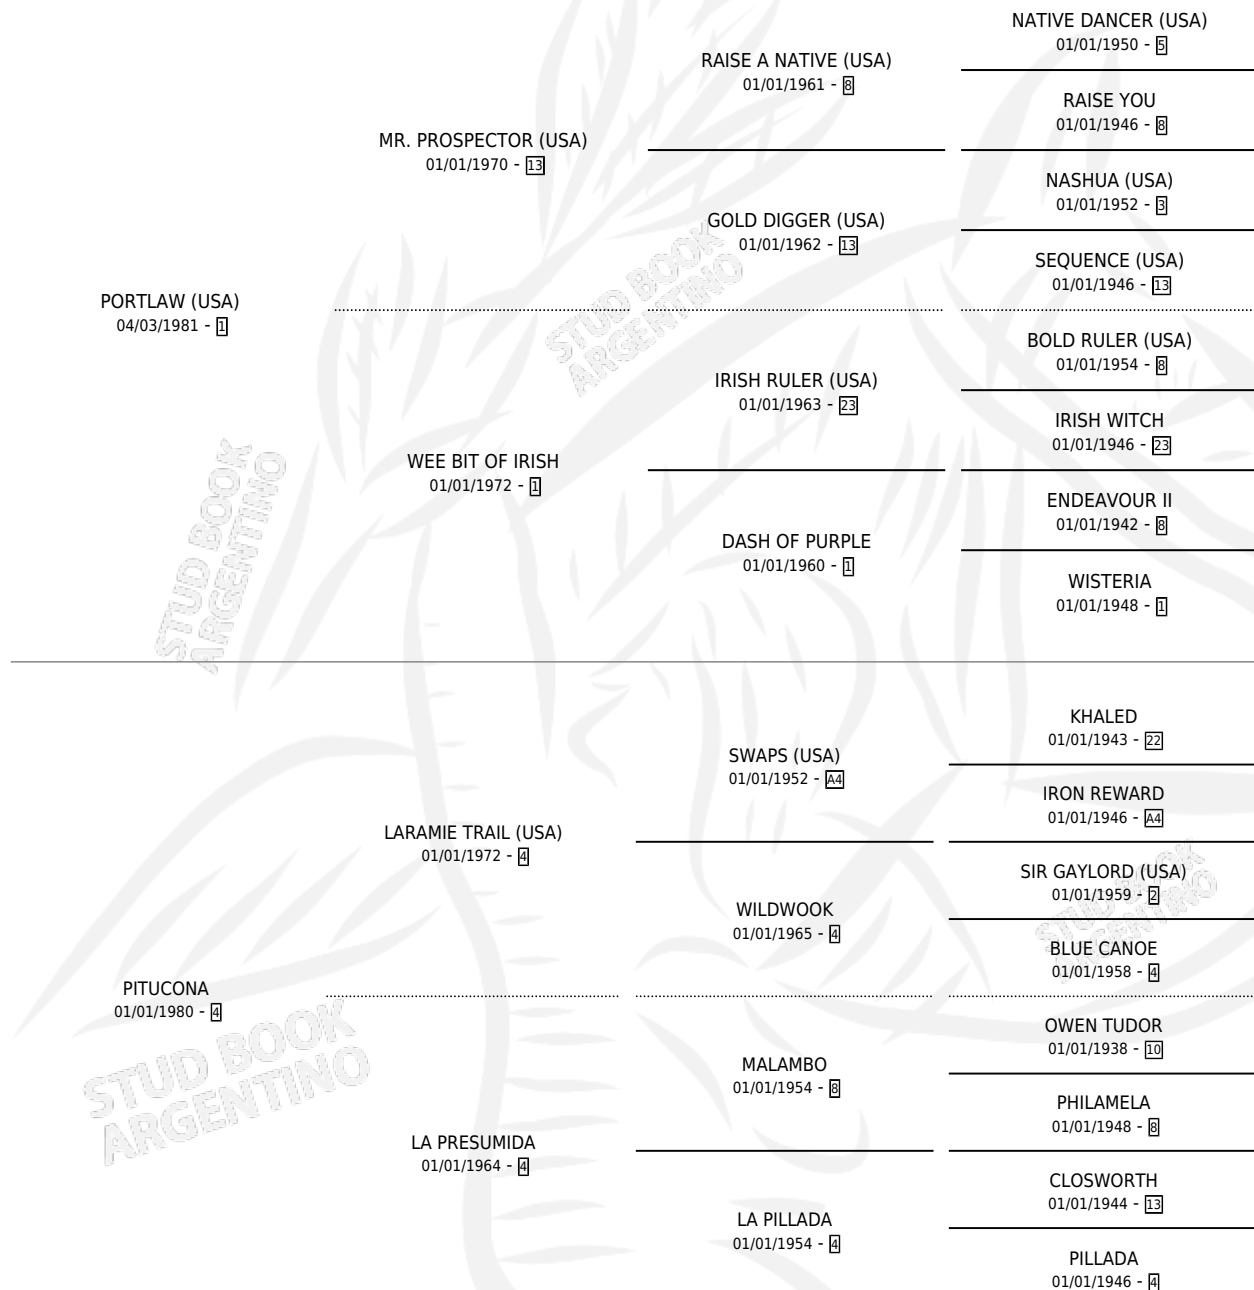 NATIVE DANCER (USA)
01/01/1950 - 5
RAISE A NATIVE (USA)
01/01/1961 - 8
RAISE YOU
01/01/1946 - 8
MR. PROSPECTOR (USA)
01/01/1970 - 13
NASHUA (USA)
01/01/1952 - 3
GOLD DIGGER (USA)
01/01/1962 - 13
SEQUENCE (USA)
01/01/1946 - 13
PORTLAW (USA)
04/03/1981 - 1
STUD BOOK
ARGENTINO
BOLD RULER (USA)
01/01/1954 - 8
IRISH RULER (USA)
01/01/1963 - 23
IRISH WITCH
01/01/1946 - 23
WEE BIT OF IRISH
01/01/1972 - 1
ENDEAVOUR II
01/01/1942 - 8
DASH OF PURPLE
01/01/1960 - 1
WISTERIA
01/01/1948 - 1
STUD BOOK
ARGENTINO
KHALED
01/01/1943 - 22
SWAPS (USA)
01/01/1952 - A4
IRON REWARD
01/01/1946 - A4
LARAMIE TRAIL (USA)
01/01/1972 - 4
SIR GAYLORD (USA)
01/01/1959 - 2
WILDWOOK
01/01/1965 - 4
BLUE CANOE
01/01/1958 - 4
STUD BOOK
ARGENTINO
PITUCONA
01/01/1980 - 4
OWEN TUDOR
01/01/1938 - 10
MALAMBO
01/01/1954 - 8
PHILAMELA
01/01/1948 - 8
LA PRESUMIDA
01/01/1964 - 4
CLOSWORTH
01/01/1944 - 13
LA PILLADA
01/01/1954 - 4
PILLADA
01/01/1946 - 4
STUD BOOK
ARGENTINO